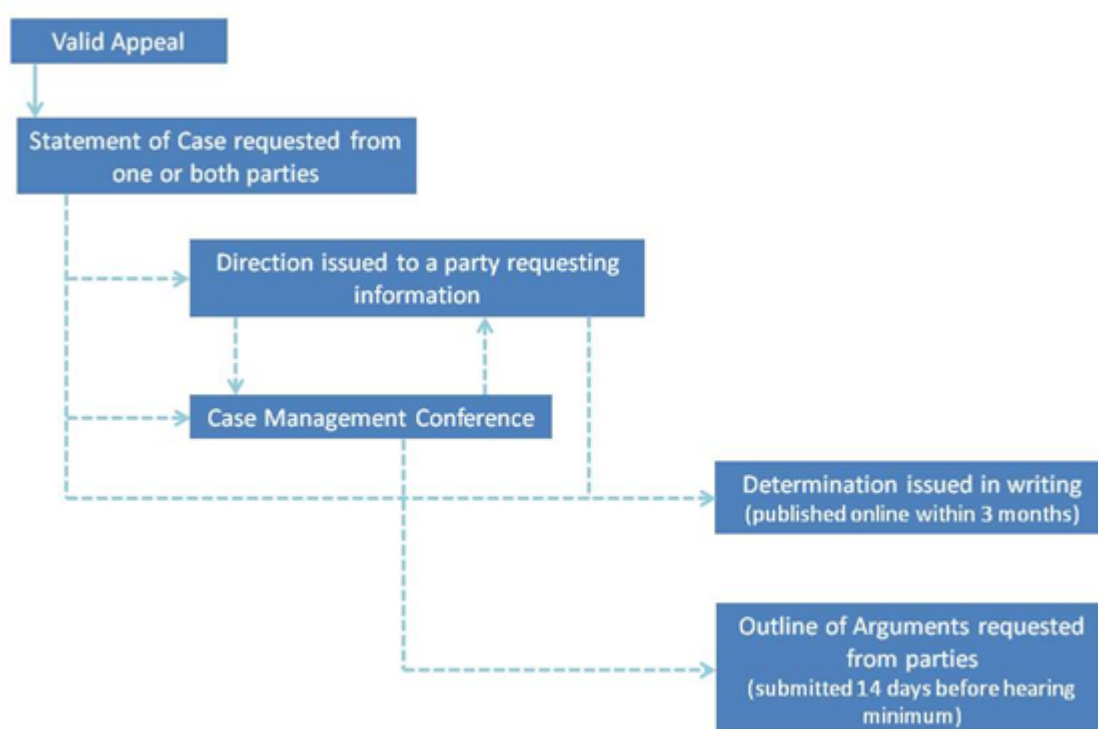 Valid Appeal
Statement of Case requested from
one or both parties
Direction issued to a party requesting
information
Case Management Conference
Determination issued in writing
(published online within 3 months)
Outline of Arguments requested
from parties
(submitted 14 days before hearing
minimum)